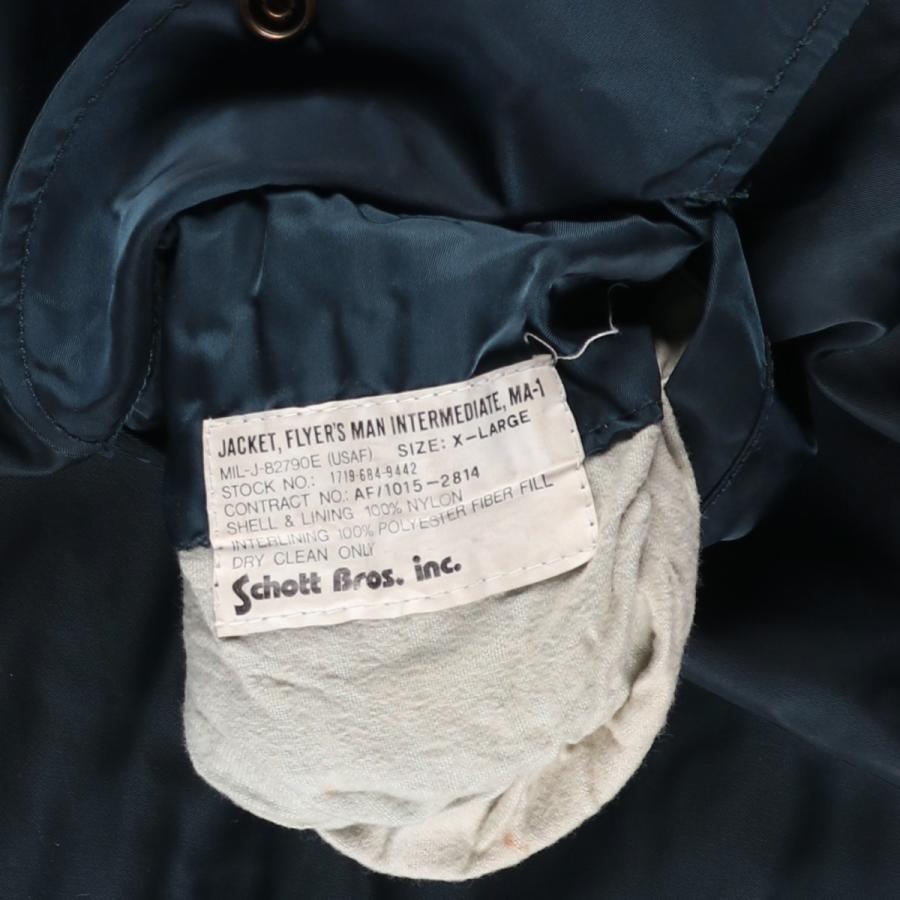 JACKET, FLYER'S MAN INTERMEDIATE, MA-1
MIL-J-82790E (USAF) SIZE: X-LARGE
STOCK NO.: 1719-684-9442
CONTRACT NO.: AF/1015-2814
SHELL & LINING 100% NYLON
INTERLINING 100% POLYESTER FIBER FILL
DRY CLEAN ONLY
Schott Bros. inc.